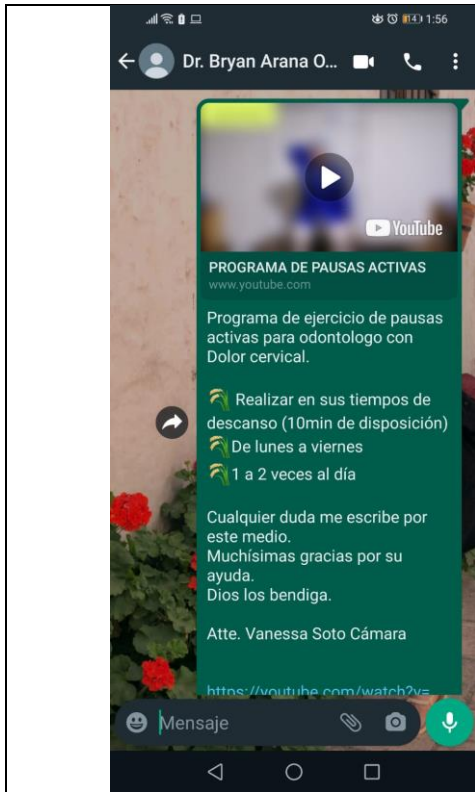 14 1:56
Dr. Bryan Arana O...
YouTube
PROGRAMA DE PAUSAS ACTIVAS
www.youtube.com
Programa de ejercicio de pausas
activas para odontologo con
Dolor cervical.
🌾 Realizar en sus tiempos de
descanso (10min de disposición)
🌾De lunes a viernes
🌾1 a 2 veces al día
Cualquier duda me escribe por
este medio.
Muchísimas gracias por su
ayuda.
Dios los bendiga.
Atte. Vanessa Soto Cámara
https://youtube.com/watch?v=
Mensaje